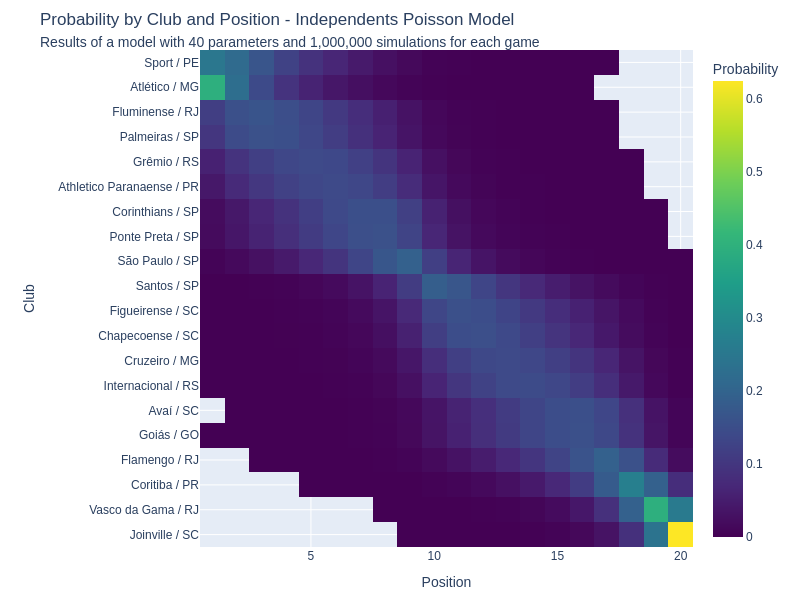 Probability by Club and Position - Independents Poisson Model
Results of a model with 40 parameters and 1,000,000 simulations for each game
Probability
Club
Sport / PE
Atlético / MG
Fluminense / RJ
Palmeiras / SP
Grêmio / RS
Athletico Paranaense / PR
Corinthians / SP
Ponte Preta / SP
São Paulo / SP
Santos / SP
Figueirense / SC
Chapecoense / SC
Cruzeiro / MG
Internacional / RS
Avaí / SC
Goiás / GO
Flamengo / RJ
Coritiba / PR
Vasco da Gama / RJ
Joinville / SC
5 10 15 20
Position
0.6
0.5
0.4
0.3
0.2
0.1
0